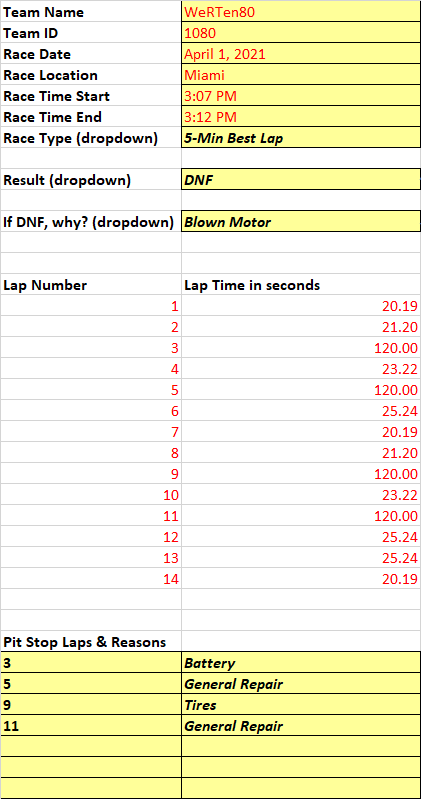 Team Name WeRTen80
Team ID 1080
Race Date April 1, 2021
Race Location Miami
Race Time Start 3:07 PM
Race Time End 3:12 PM
Race Type (dropdown) 5-Min Best Lap
Result (dropdown) DNF
If DNF, why? (dropdown) Blown Motor
Lap Number Lap Time in seconds
1 20.19
2 21.20
3 120.00
4 23.22
5 120.00
6 25.24
7 20.19
8 21.20
9 120.00
10 23.22
11 120.00
12 25.24
13 25.24
14 20.19
Pit Stop Laps & Reasons
3 Battery
5 General Repair
9 Tires
11 General Repair